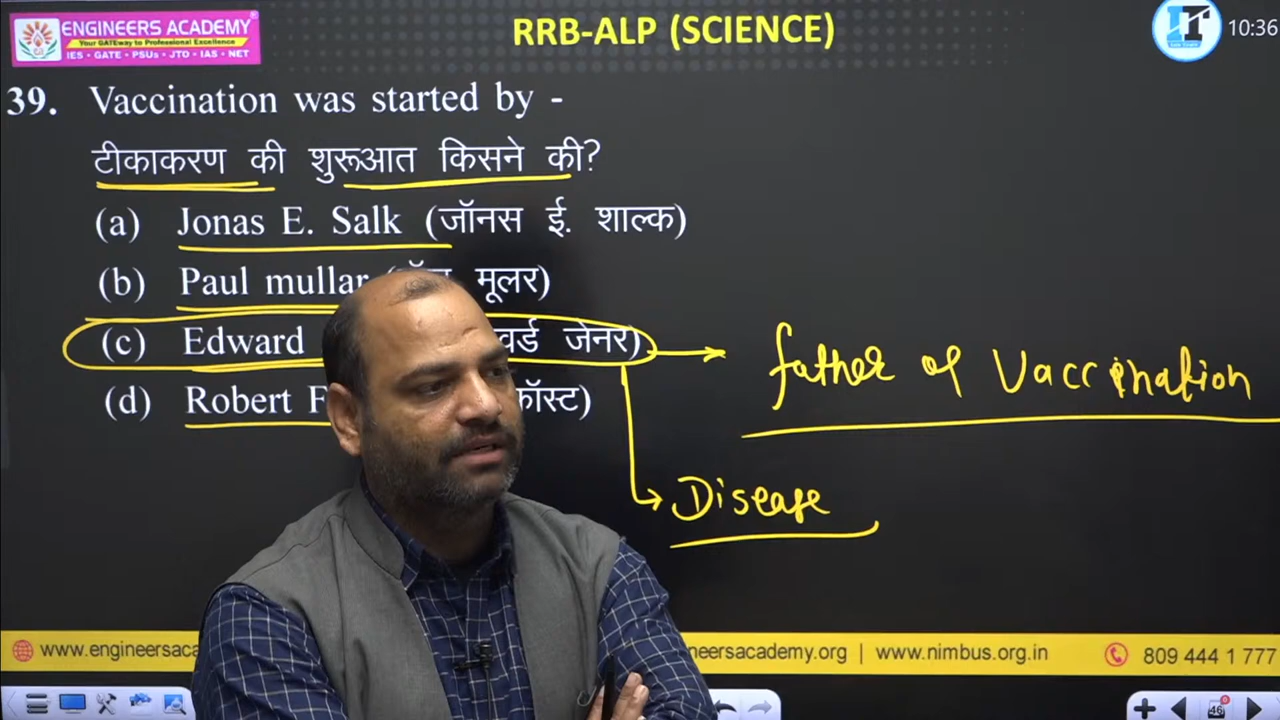 ENGINEERS ACADEMY
Your GATEway to Professional Excellence
IES • GATE • PSUs • JTO • IAS • NET
RRB-ALP (SCIENCE)
10:36
39. Vaccination was started by -
टीकाकरण की शुरूआत किसने की?
(a) Jonas E. Salk (जॉनस ई. शाल्क)
(b) Paul mullar मूलर)
(c) Edward जेनर)
father of Vaccination
(d) Robert
Disease
www.engineersaca
neersacademy.org | www.nimbus.org.in
809 444 1 777
46